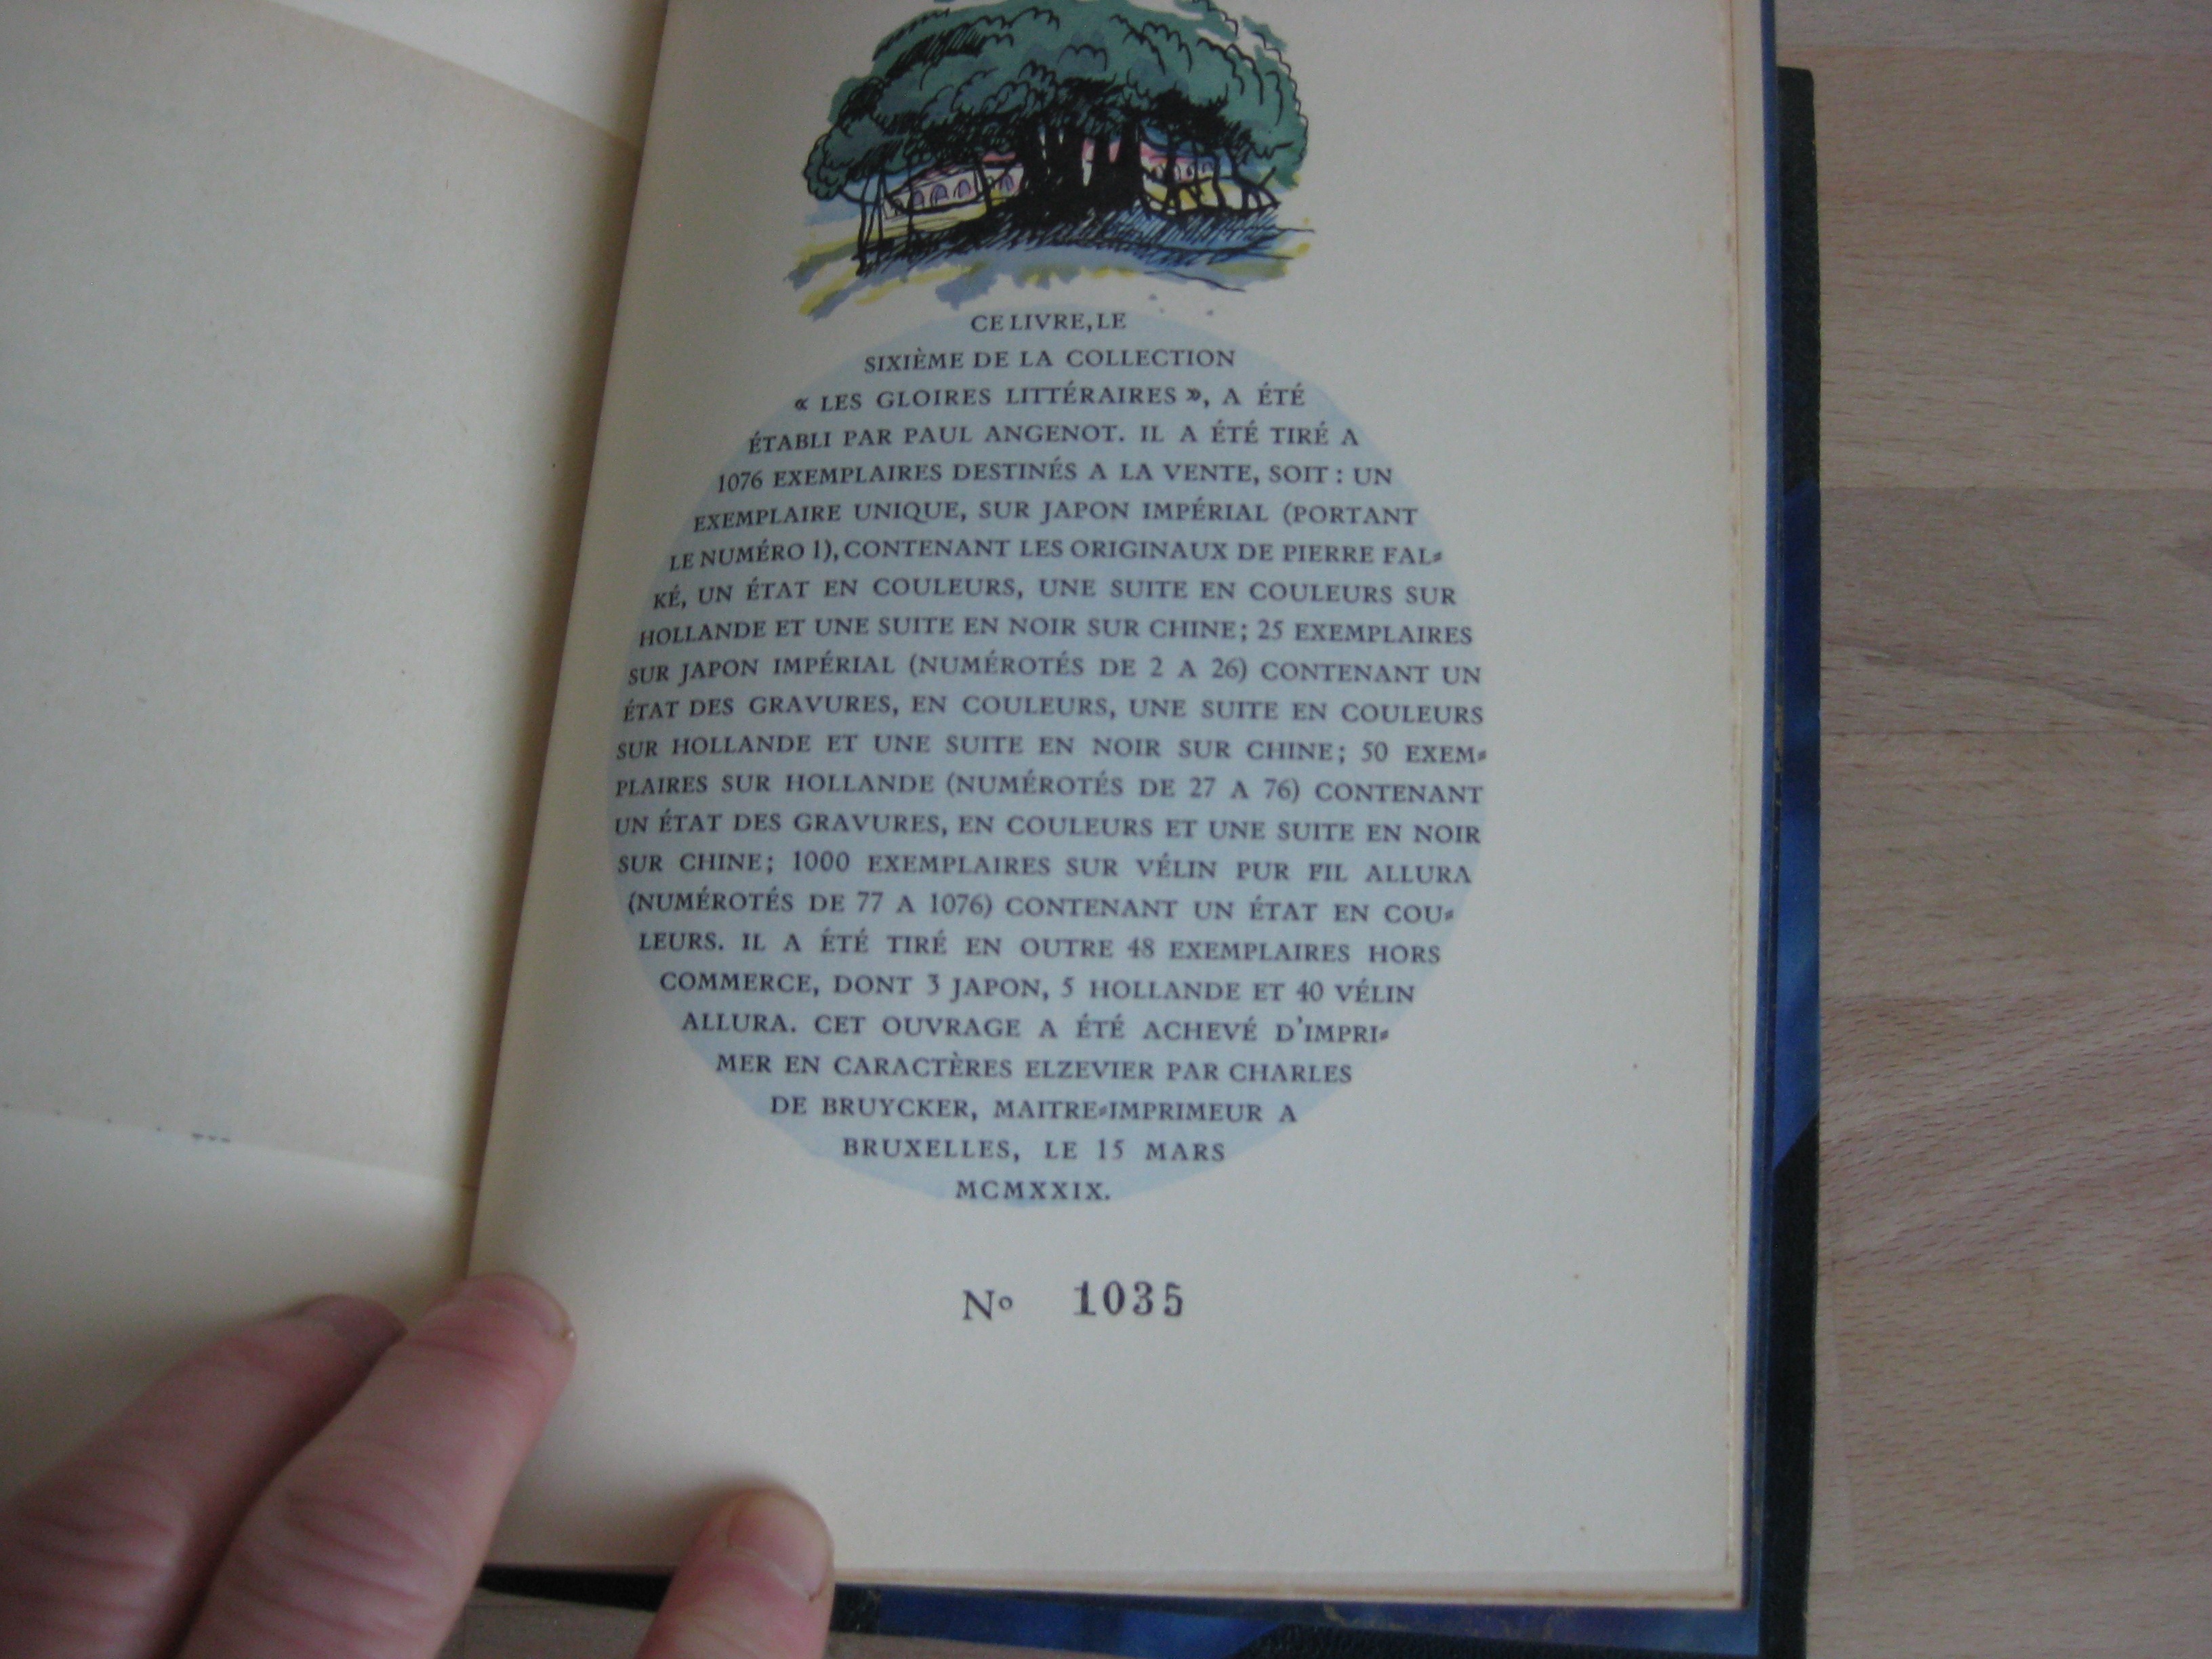 CE LIVRE, LE
SIXIÈME DE LA COLLECTION
« LES GLOIRES LITTÉRAIRES », A ÉTÉ
ÉTABLI PAR PAUL ANGENOT. IL A ÉTÉ TIRÉ A
1076 EXEMPLAIRES DESTINÉS A LA VENTE, SOIT : UN
EXEMPLAIRE UNIQUE, SUR JAPON IMPÉRIAL (PORTANT
LE NUMÉRO 1), CONTENANT LES ORIGINAUX DE PIERRE FAL-
KÉ, UN ÉTAT EN COULEURS, UNE SUITE EN COULEURS SUR
HOLLANDE ET UNE SUITE EN NOIR SUR CHINE ; 25 EXEMPLAIRES
SUR JAPON IMPÉRIAL (NUMÉROTÉS DE 2 A 26) CONTENANT UN
ÉTAT DES GRAVURES, EN COULEURS, UNE SUITE EN COULEURS
SUR HOLLANDE ET UNE SUITE EN NOIR SUR CHINE ; 50 EXEM-
PLAIRES SUR HOLLANDE (NUMÉROTÉS DE 27 A 76) CONTENANT
UN ÉTAT DES GRAVURES, EN COULEURS ET UNE SUITE EN NOIR
SUR CHINE ; 1000 EXEMPLAIRES SUR VÉLIN PUR FIL ALLURA
(NUMÉROTÉS DE 77 A 1076) CONTENANT UN ÉTAT EN COU-
LEURS. IL A ÉTÉ TIRÉ EN OUTRE 48 EXEMPLAIRES HORS
COMMERCE, DONT 3 JAPON, 5 HOLLANDE ET 40 VÉLIN
ALLURA. CET OUVRAGE A ÉTÉ ACHEVÉ D'IMPRI-
MER EN CARACTÈRES ELZEVIER PAR CHARLES
DE BRUYCKER, MAITRE-IMPRIMEUR A
BRUXELLES, LE 15 MARS
MCMXXIX.
Nº 1035